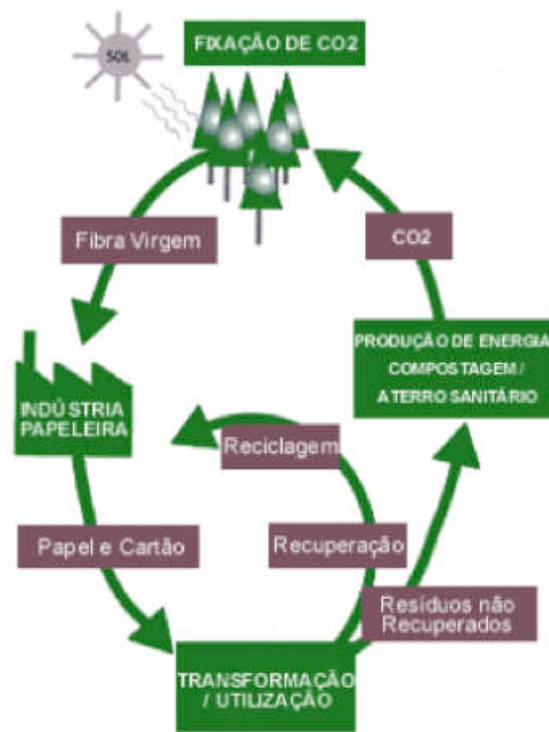 FIXAÇÃO DE CO2
SOL
Fibra Virgem
CO2
PRODUÇÃO DE ENERGIA
COMPOSTAGEM /
ATERRO SANITÁRIO
INDÚSTRIA
PAPELEIRA
Reciclagem
Papel e Cartão
Recuperação
Resíduos não
Recuperados
TRANSFORMAÇÃO
/ UTILIZAÇÃO